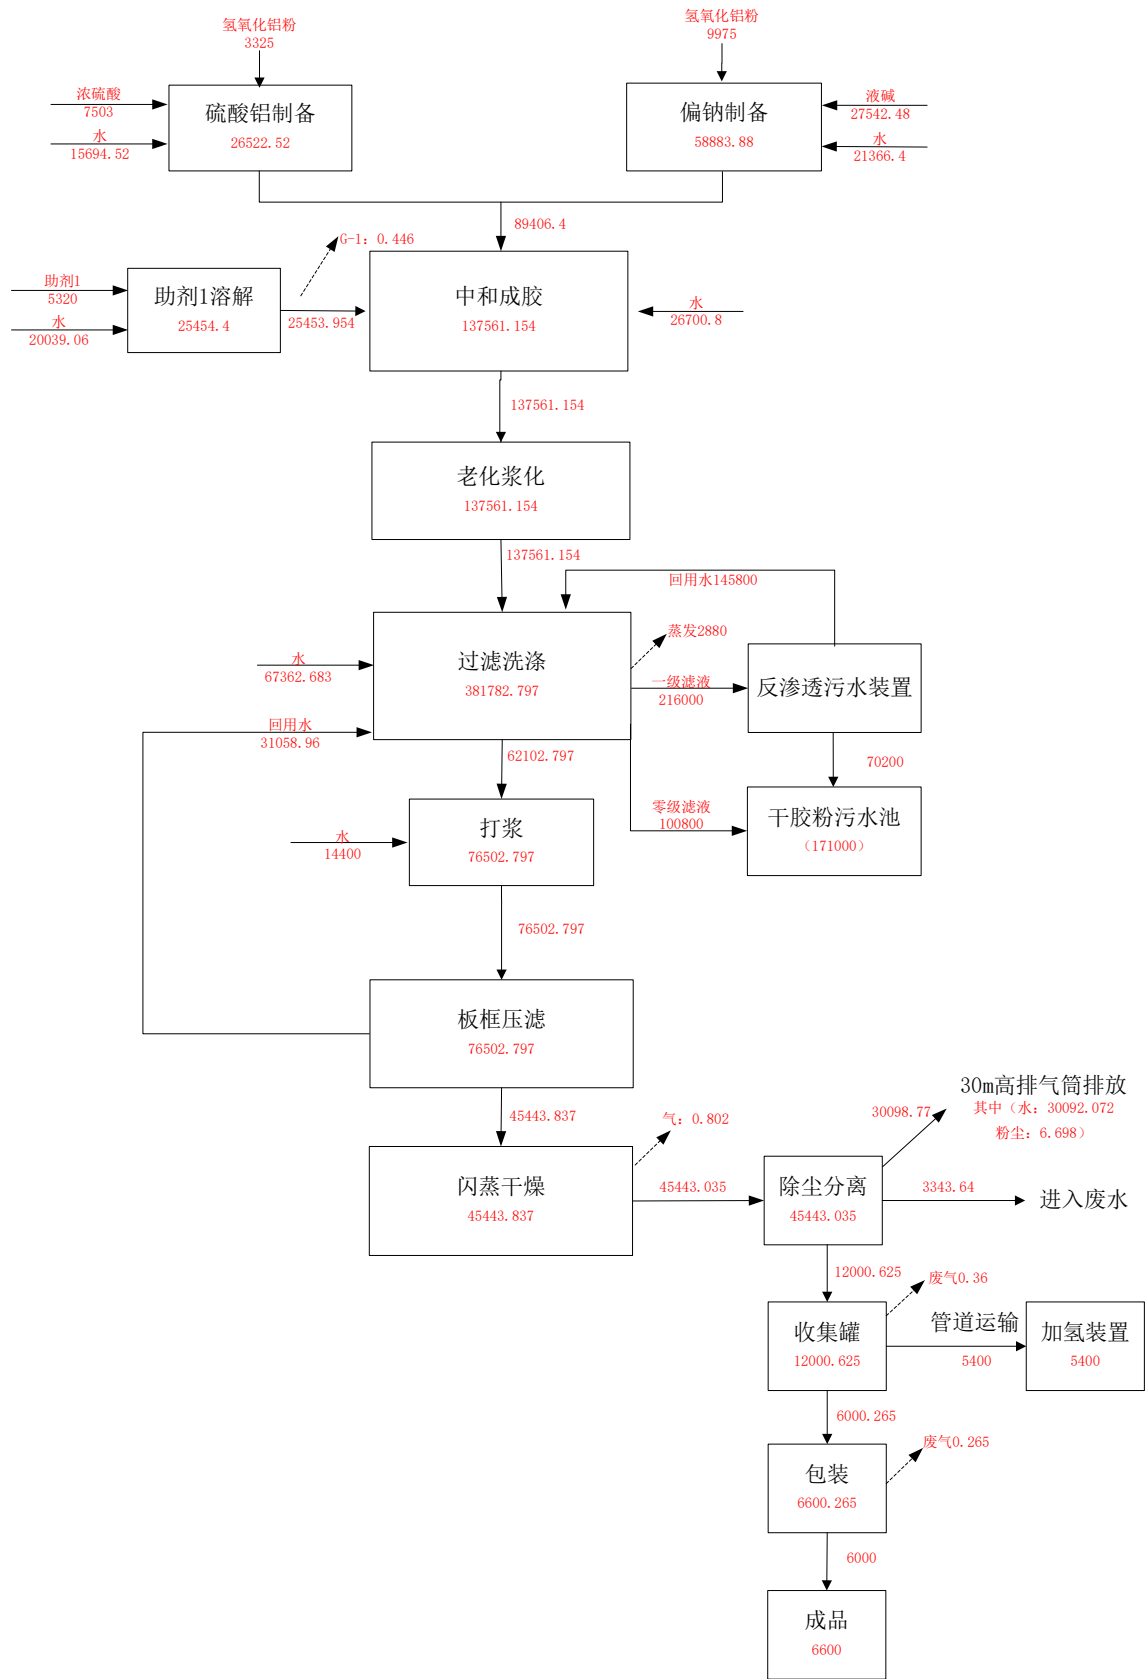 氢氧化铝粉
3325
氢氧化铝粉
9975
浓硫酸
7503
水
15694.52
硫酸铝制备
26522.52
偏钠制备
58883.88
液碱
27542.48
水
21366.4
89406.4
G-1：0.446
助剂1
5320
水
20039.06
助剂1溶解
25454.4
25453.954
中和成胶
137561.154
水
26700.8
137561.154
老化浆化
137561.154
137561.154
回用水145800
水
67362.683
回用水
31058.96
过滤洗涤
381782.797
蒸发2880
一级滤液
216000
反渗透污水装置
62102.797
70200
零级滤液
100800
干胶粉污水池
（171000）
水
14400
打浆
76502.797
76502.797
板框压滤
76502.797
45443.837
气：0.802
闪蒸干燥
45443.837
45443.035
除尘分离
45443.035
30098.77
30m高排气筒排放
其中（水：30092.072
粉尘：6.698）
3343.64
进入废水
12000.625
废气0.36
收集罐
12000.625
管道运输
5400
加氢装置
5400
6000.265
废气0.265
包装
6600.265
6000
成品
6600